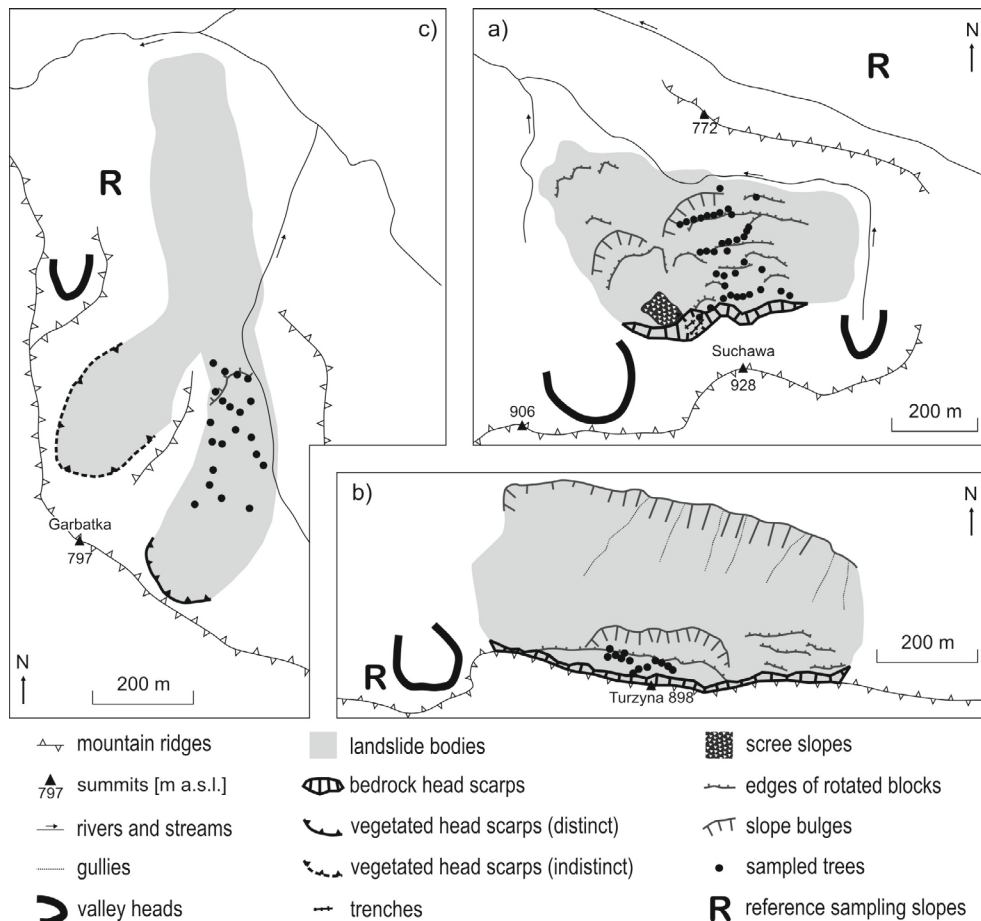 c)
R
Garbatka
797
N
200 m
a)
N
R
772
Suchawa
928
906
200 m
b)
N
R
Turzyna 898
200 m
mountain ridges
797
summits [m a.s.l.]
rivers and streams
gullies
valley heads
landslide bodies
bedrock head scarps
vegetated head scarps (distinct)
vegetated head scarps (indistinct)
trenches
scree slopes
edges of rotated blocks
slope bulges
sampled trees
R reference sampling slopes